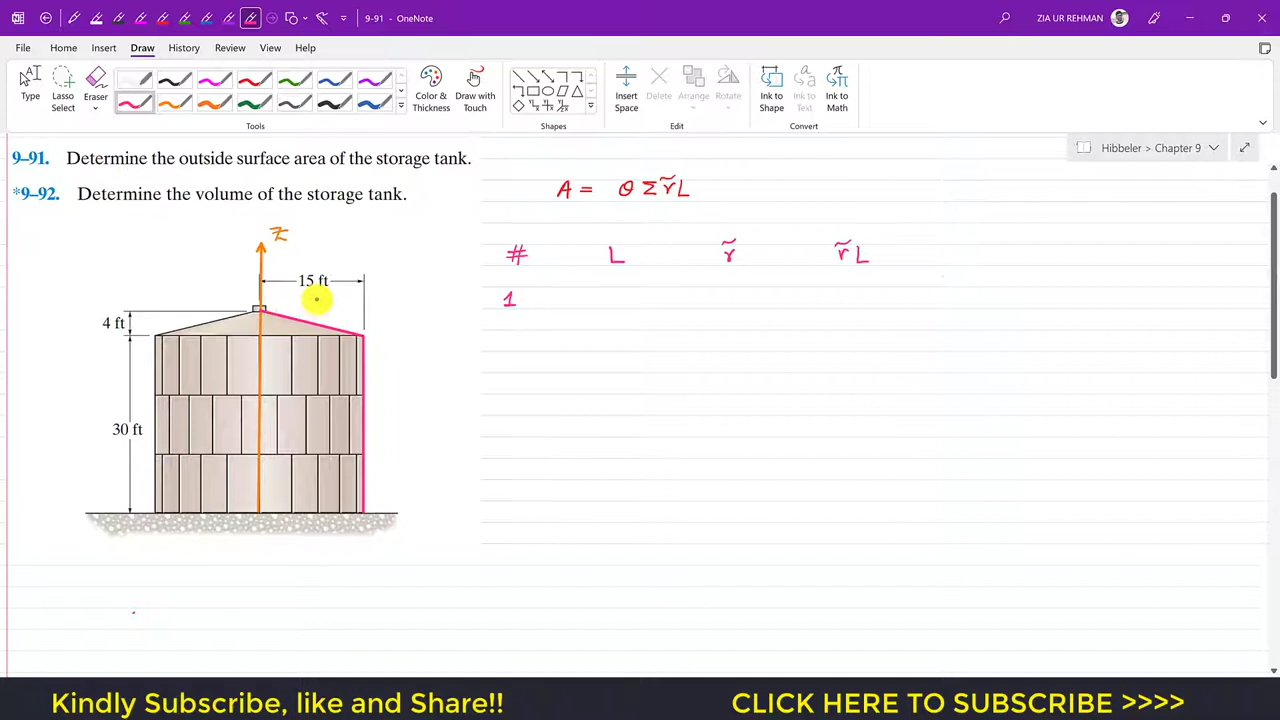 9-91 - OneNote
ZIA UR REHMAN
File Home Insert Draw History Review View Help
Type
Lasso Select
Eraser
Color & Thickness
Draw with Touch
Insert Space
Delete
Arrange
Rotate
Ink to Shape
Ink to Text
Ink to Math
Tools
Shapes
Edit
Convert
Hibbeler > Chapter 9
9–91. Determine the outside surface area of the storage tank.
*9–92. Determine the volume of the storage tank.
A = θ Σ r̃ L
# L r̃ r̃ L
1
Z
15 ft
4 ft
30 ft
Kindly Subscribe, like and Share!!
CLICK HERE TO SUBSCRIBE >>>>